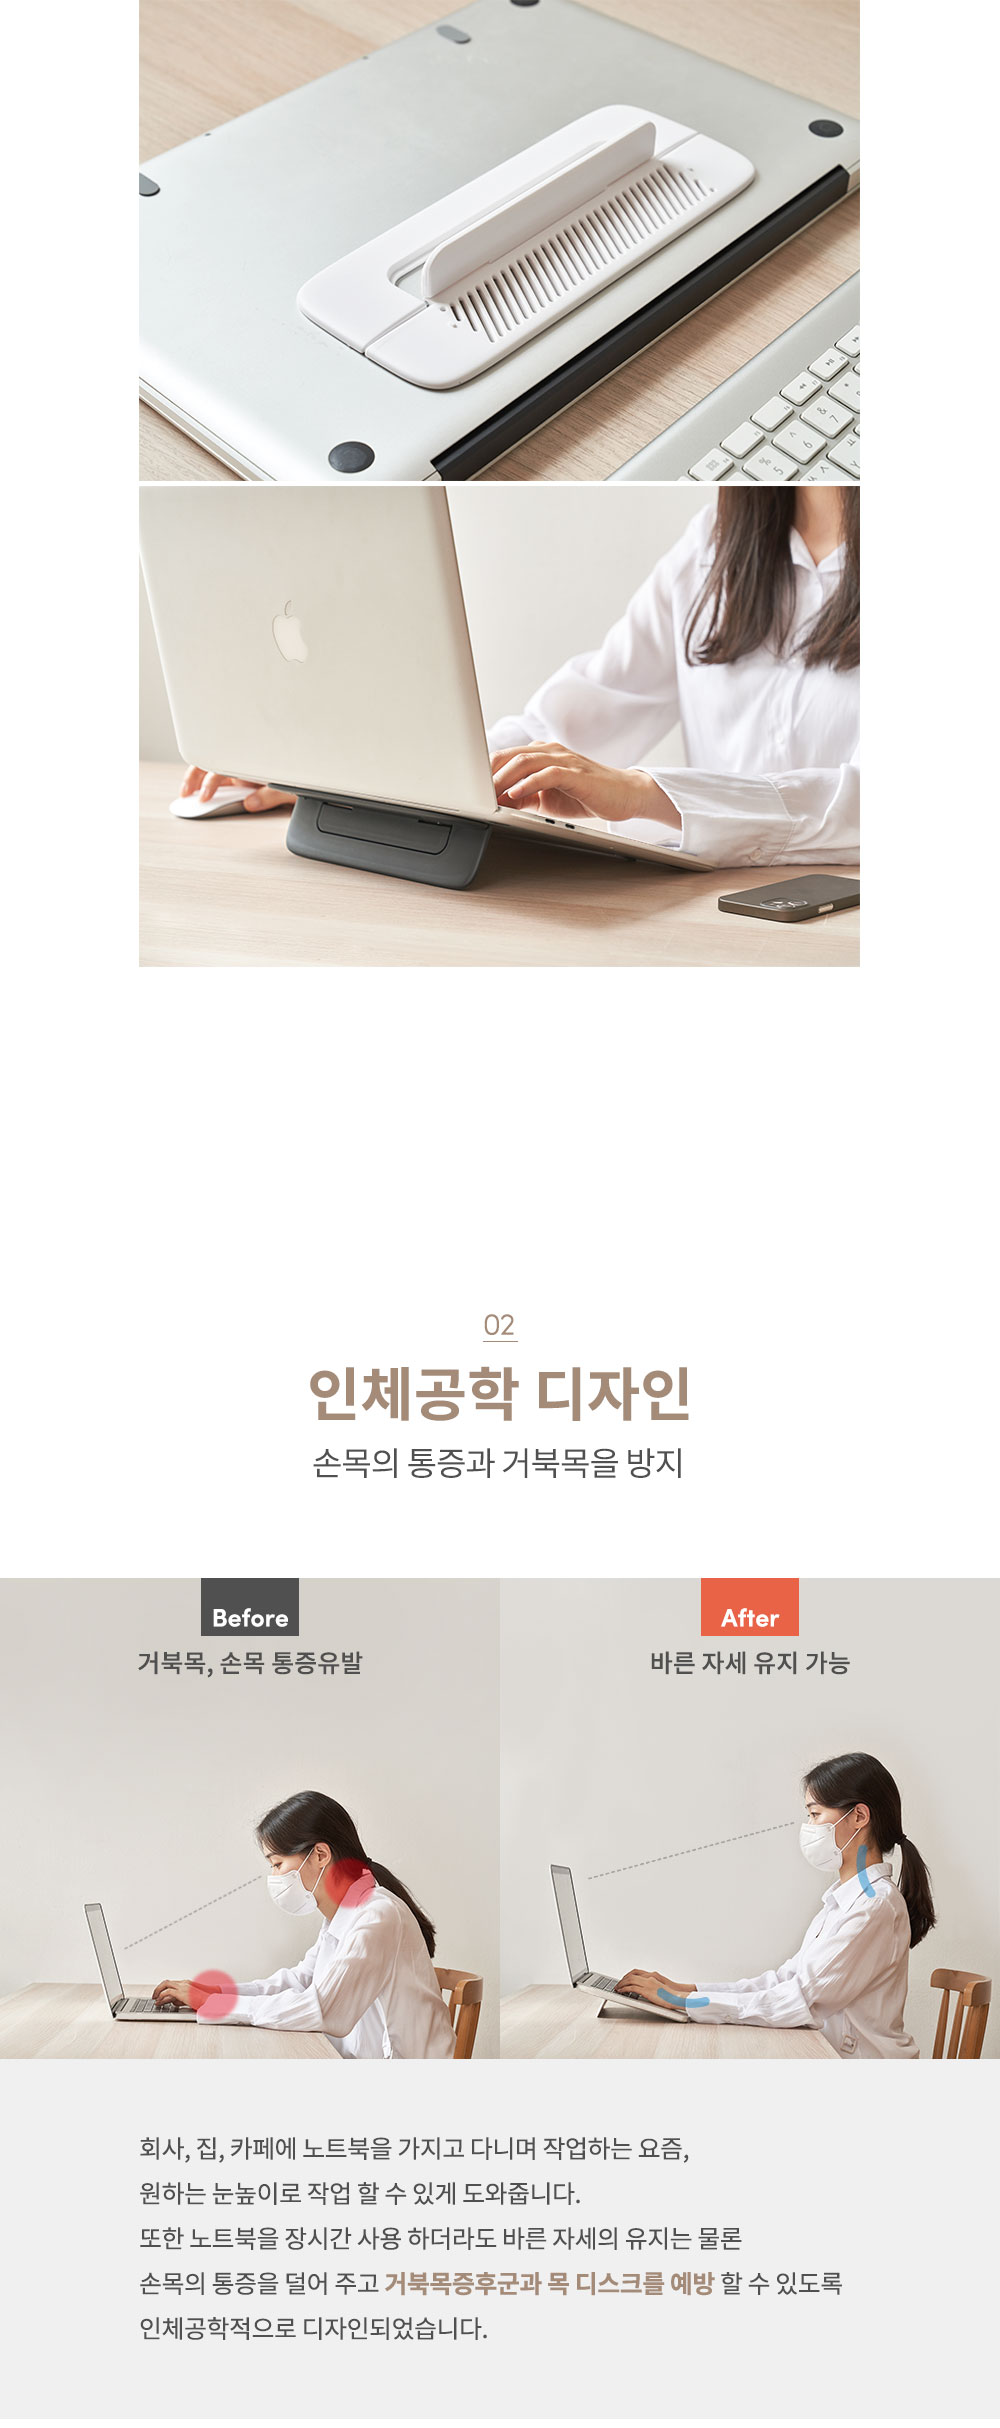 02
인체공학 디자인
손목의 통증과 거북목을 방지
Before
거북목, 손목 통증유발
After
바른 자세 유지 가능
회사, 집, 카페에 노트북을 가지고 다니며 작업하는 요즘,
원하는 눈높이로 작업 할 수 있게 도와줍니다.
또한 노트북을 장시간 사용 하더라도 바른 자세의 유지는 물론
손목의 통증을 덜어 주고 거북목증후군과 목 디스크를 예방 할 수 있도록
인체공학적으로 디자인되었습니다.